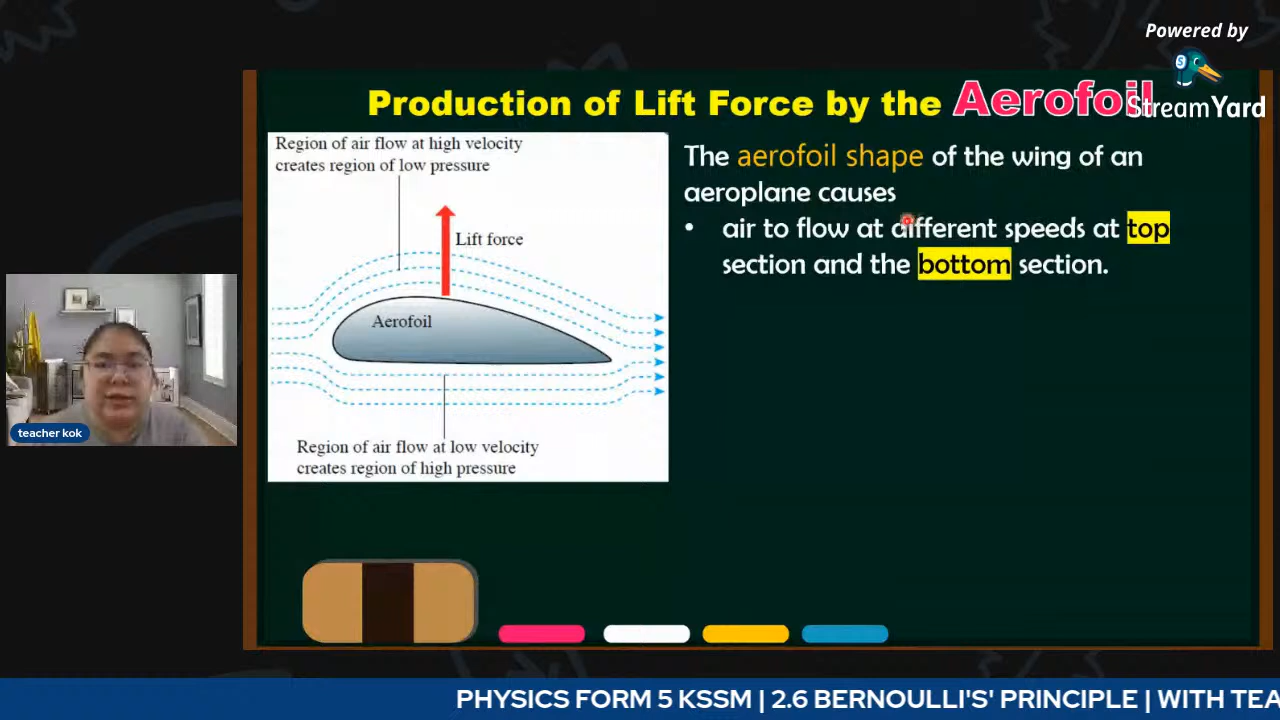 Powered by
StreamYard
Production of Lift Force by the Aerofoil
Region of air flow at high velocity
creates region of low pressure
Lift force
Aerofoil
Region of air flow at low velocity
creates region of high pressure
The aerofoil shape of the wing of an
aeroplane causes
• air to flow at different speeds at top
section and the bottom section.
teacher kok
PHYSICS FORM 5 KSSM | 2.6 BERNOULLI'S' PRINCIPLE | WITH TEA